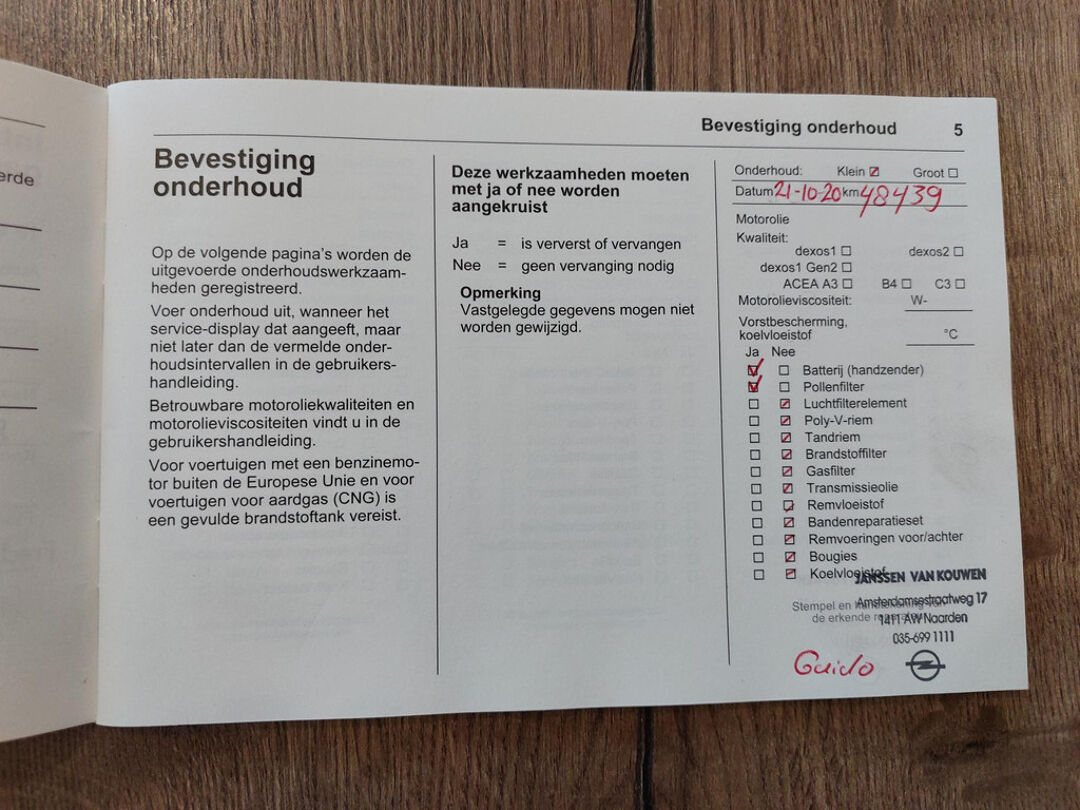 erde
Bevestiging onderhoud 5
Bevestiging
onderhoud
Op de volgende pagina's worden de
uitgevoerde onderhoudswerkzaam-
heden geregistreerd.
Voer onderhoud uit, wanneer het
service-display dat aangeeft, maar
niet later dan de vermelde onder-
houdsintervallen in de gebruikers-
handleiding.
Betrouwbare motoroliekwaliteiten en
motorolieviscositeiten vindt u in de
gebruikershandleiding.
Voor voertuigen met een benzinemo-
tor buiten de Europese Unie en voor
voertuigen voor aardgas (CNG) is
een gevulde brandstoftank vereist.
Deze werkzaamheden moeten
met ja of nee worden
aangekruist
Ja = is ververst of vervangen
Nee = geen vervanging nodig
Opmerking
Vastgelegde gegevens mogen niet
worden gewijzigd.
Onderhoud: Klein Groot
Datum 21-10-20 km 48439
Motorolie
Kwaliteit:
dexos1 dexos2
dexos1 Gen2
ACEA A3 B4 C3
Motorolieviscositeit: W-
Vorstbescherming,
koelvloeistof °C
Ja Nee
Batterij (handzender)
Pollenfilter
Luchtfilterelement
Poly-V-riem
Tandriem
Brandstoffilter
Gasfilter
Transmissieolie
Remvloeistof
Bandenreparatieset
Remvoeringen voor/achter
Bougies
Koelvloeistof
JANSSEN VAN KOUWEN
Amsterdamsestraatweg 17
Stempel en
de erkende
1411 AW Naarden
035-699 1111
Guido